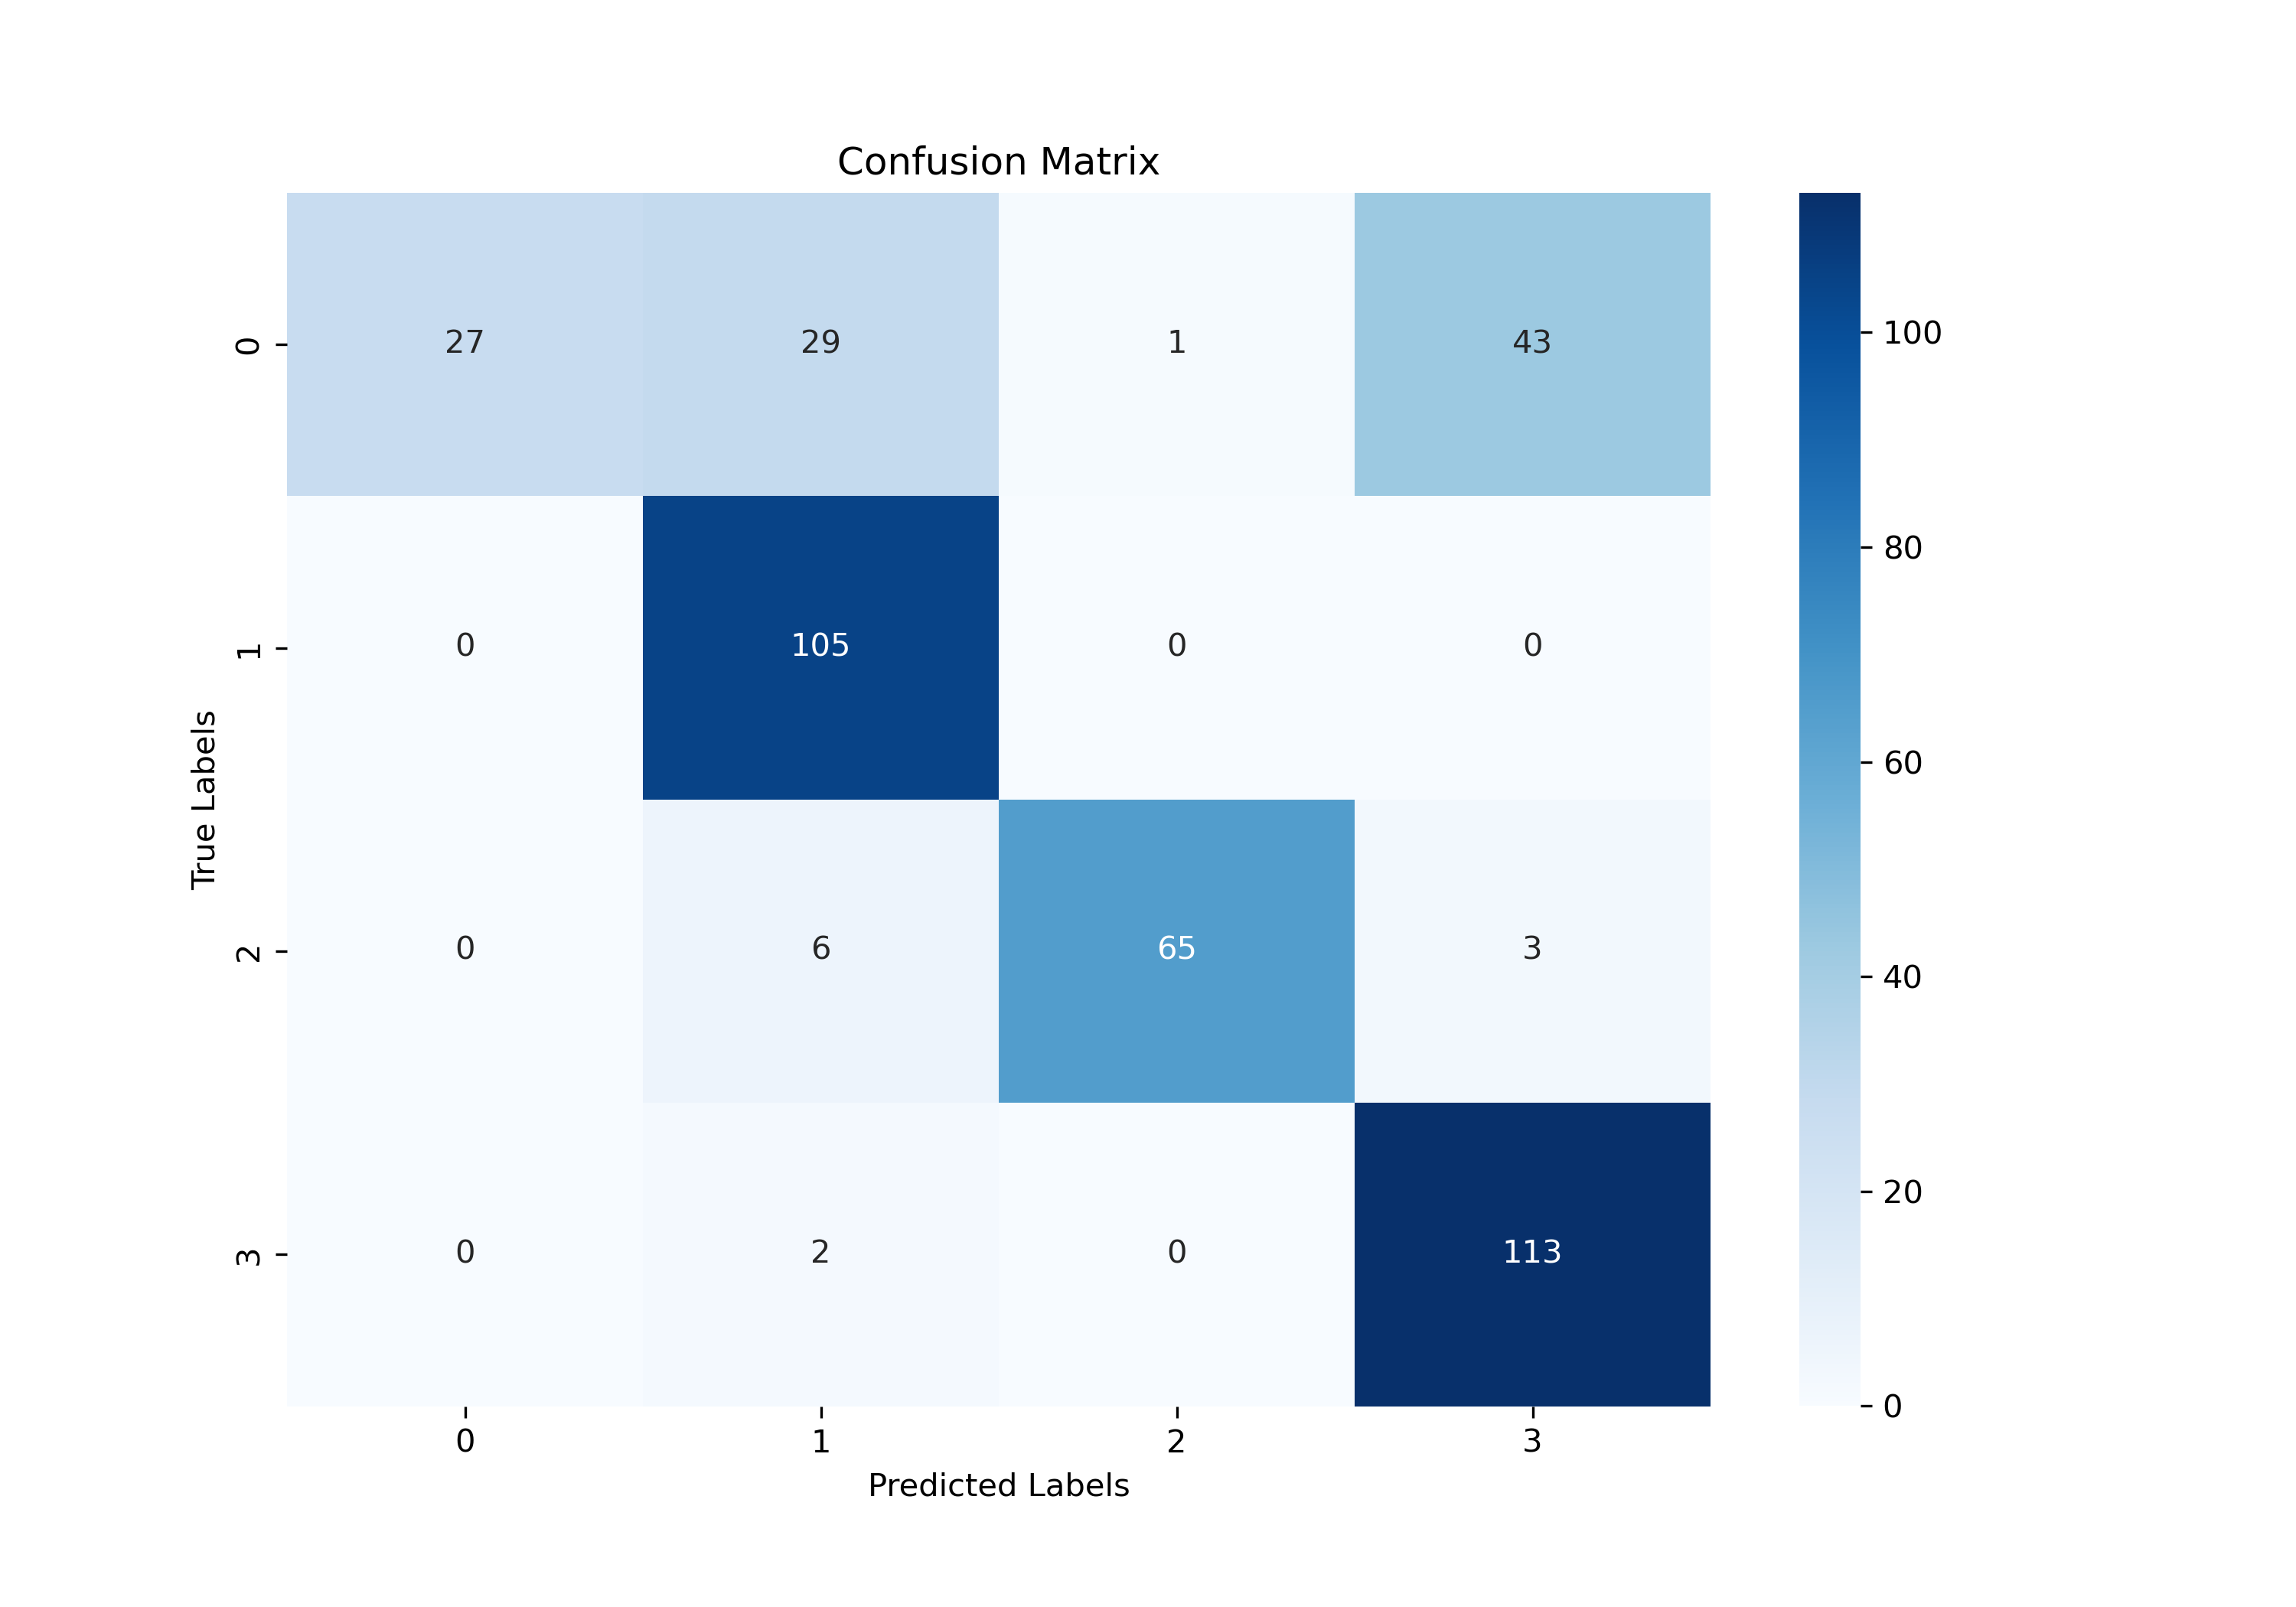 Confusion Matrix
0 27 29 1 43
1 0 105 0 0
2 0 6 65 3
3 0 2 0 113
0 1 2 3
Predicted Labels
True Labels
100
80
60
40
20
0